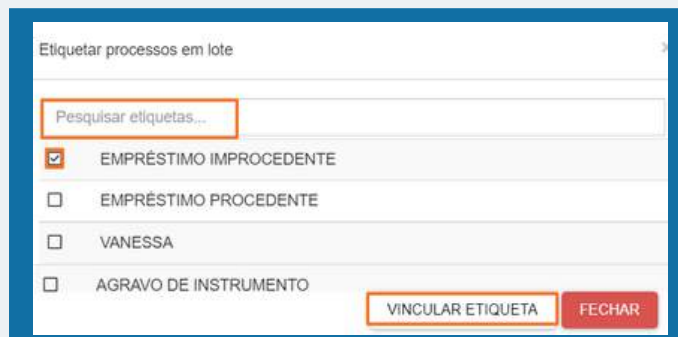 Etiquetar processos em lote
Pesquisar etiquetas...
EMPRÉSTIMO IMPROCEDENTE
EMPRÉSTIMO PROCEDENTE
VANESSA
AGRAVO DE INSTRUMENTO
VINCULAR ETIQUETA FECHAR